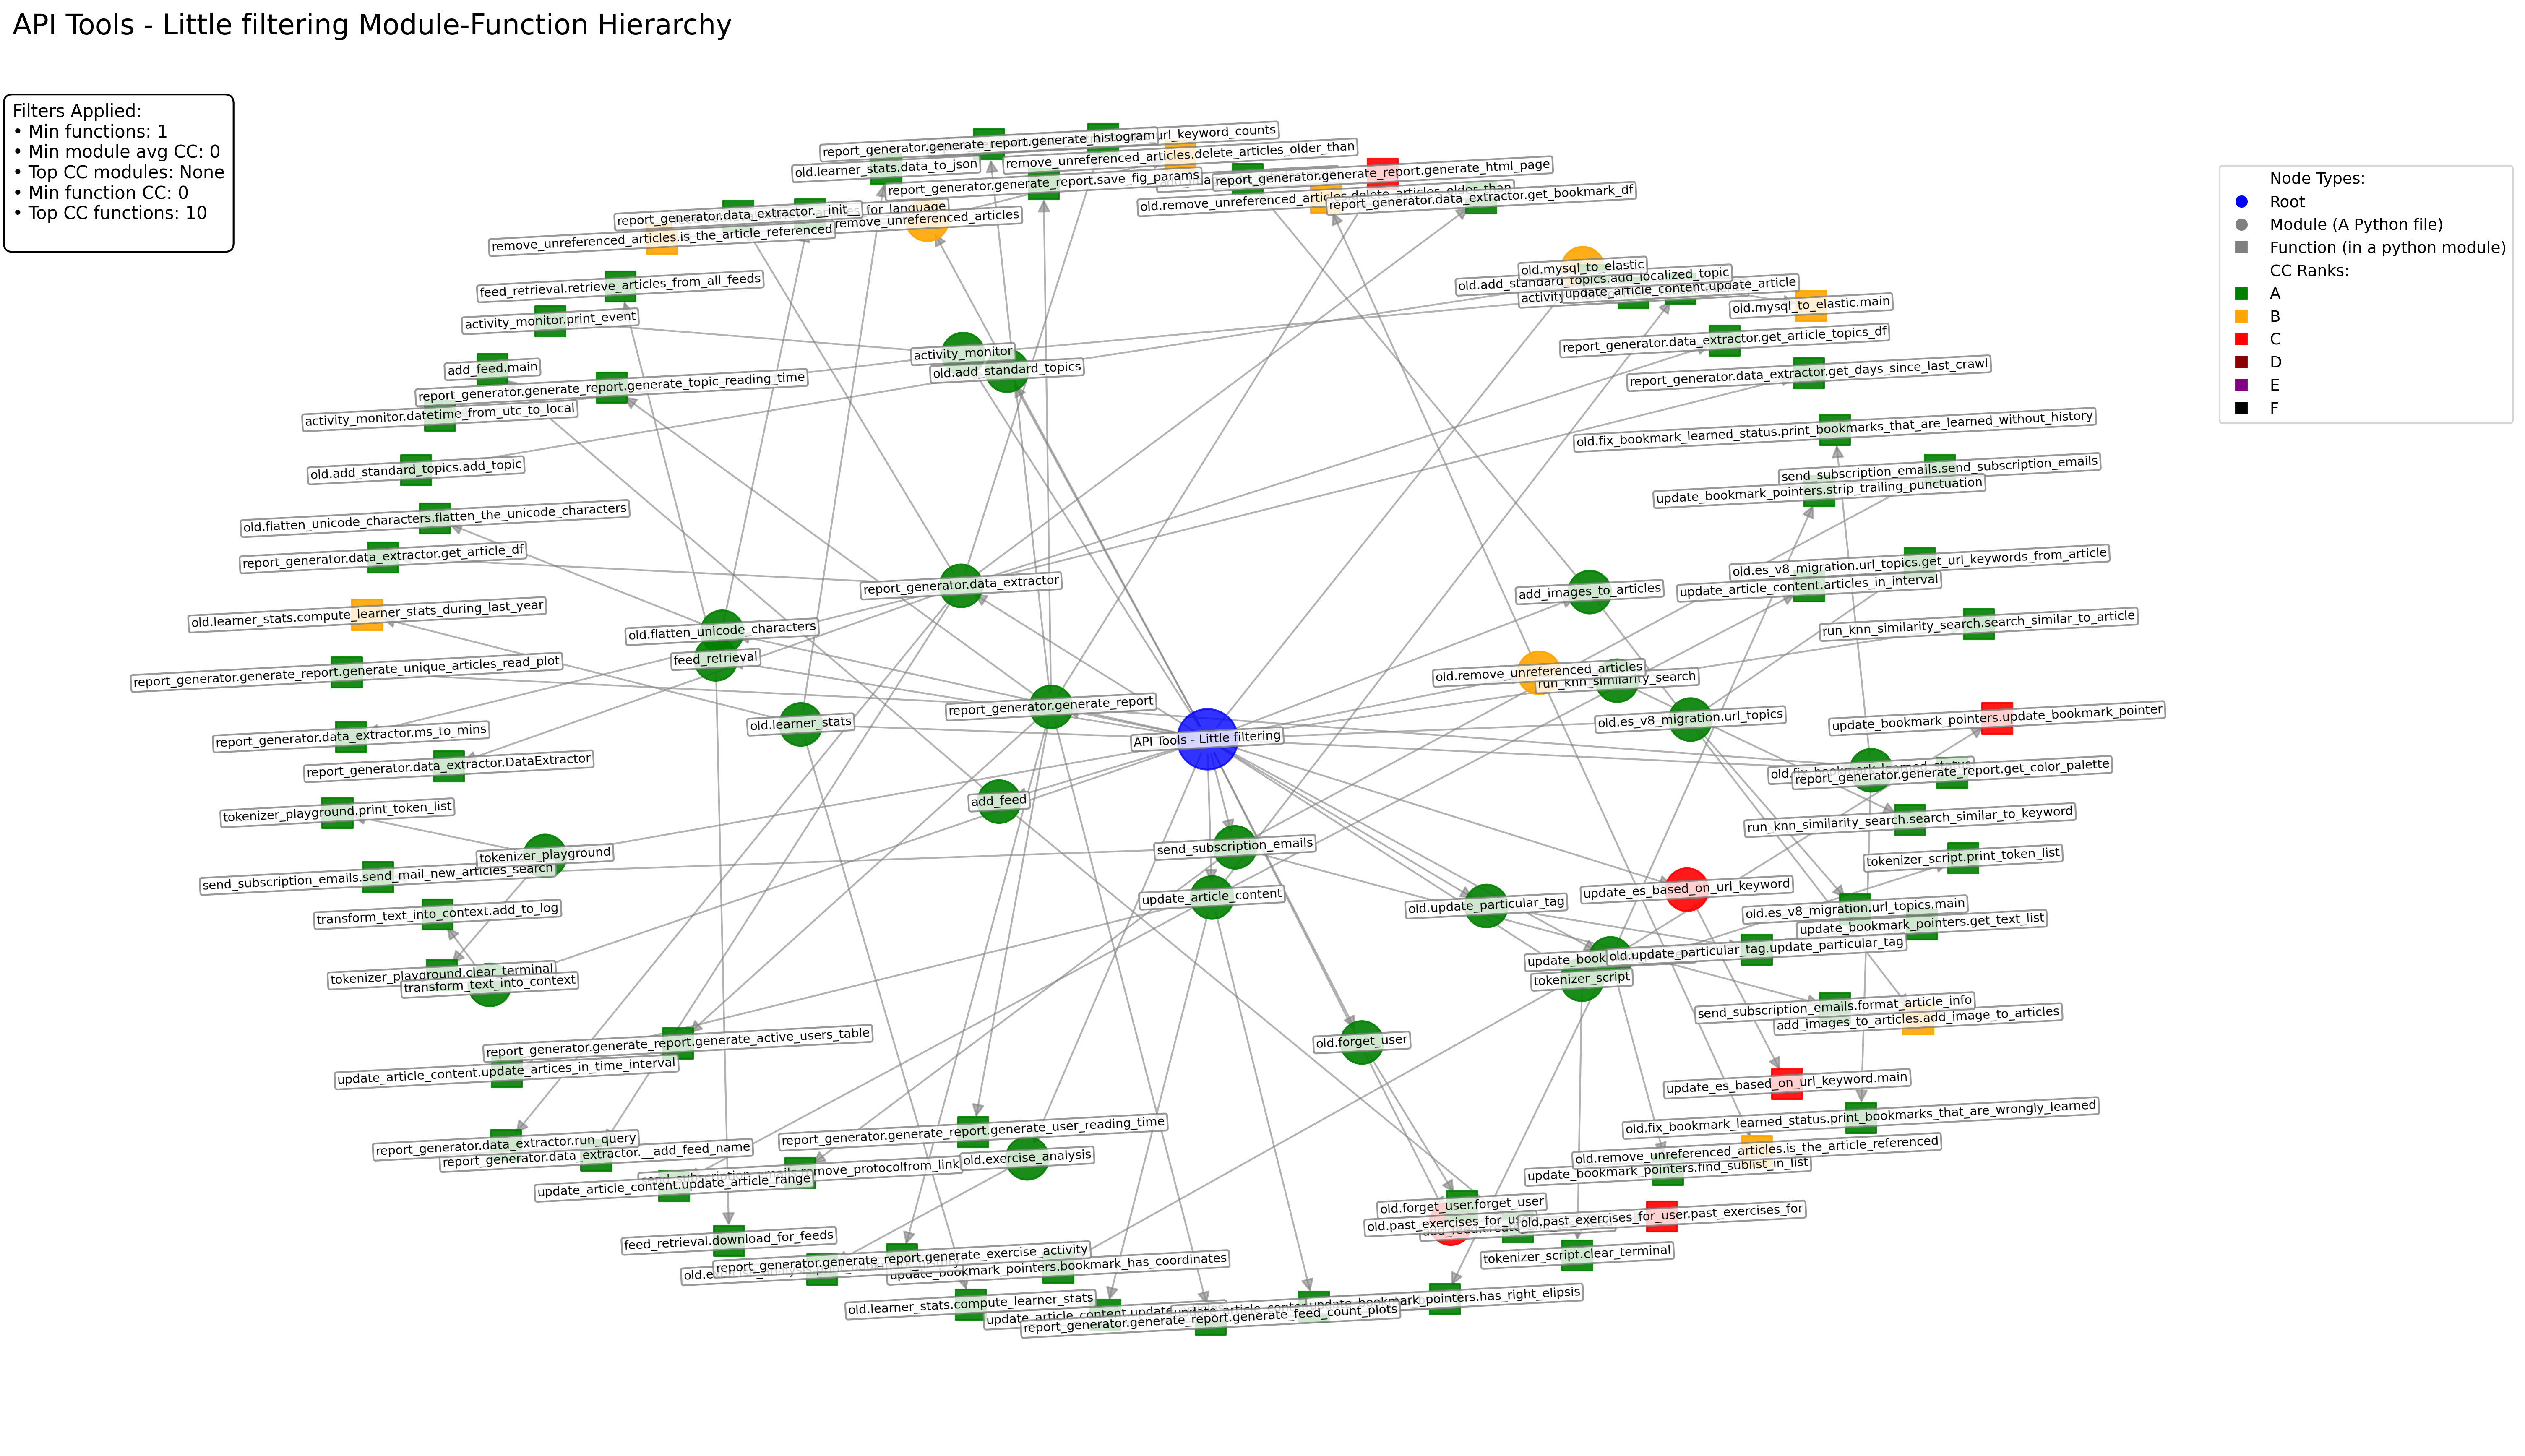 API Tools - Little filtering Module-Function Hierarchy
Filters Applied:
• Min functions: 1
• Min module avg CC: 0
• Top CC modules: None
• Min function CC: 0
• Top CC functions: 10
Node Types:
Root
Module (A Python file)
Function (in a python module)
CC Ranks:
A
B
C
D
E
F
url_keyword_counts
report_generator.generate_report.generate_histogram
remove_unreferenced_articles.delete_articles_older_than
old.learner_stats.data_to_json
report_generator.generate_report.generate_html_page
report_generator.generate_report.save_fig_params
old.remove_unreferenced_articles.delete_articles_older_than
report_generator.data_extractor.get_bookmark_df
report_generator.data_extractor.__init__
_for_language
remove_unreferenced_articles
remove_unreferenced_articles.is_the_article_referenced
old.mysql_to_elastic
old.add_standard_topics.add_localized_topic
feed_retrieval.retrieve_articles_from_all_feeds
update_article_content.update_article
old.mysql_to_elastic.main
activity_monitor.print_event
report_generator.data_extractor.get_article_topics_df
activity_monitor
add_feed.main
old.add_standard_topics
report_generator.data_extractor.get_days_since_last_crawl
report_generator.generate_report.generate_topic_reading_time
activity_monitor.datetime_from_utc_to_local
old.fix_bookmark_learned_status.print_bookmarks_that_are_learned_without_history
old.add_standard_topics.add_topic
send_subscription_emails.send_subscription_emails
update_bookmark_pointers.strip_trailing_punctuation
old.flatten_unicode_characters.flatten_the_unicode_characters
report_generator.data_extractor.get_article_df
old.es_v8_migration.url_topics.get_url_keywords_from_article
report_generator.data_extractor
add_images_to_articles
update_article_content.articles_in_interval
old.learner_stats.compute_learner_stats_during_last_year
run_knn_similarity_search.search_similar_to_article
old.flatten_unicode_characters
feed_retrieval
report_generator.generate_report.generate_unique_articles_read_plot
old.remove_unreferenced_articles
run_knn_similarity_search
report_generator.generate_report
old.learner_stats
old.es_v8_migration.url_topics
update_bookmark_pointers.update_bookmark_pointer
report_generator.data_extractor.ms_to_mins
API Tools - Little filtering
report_generator.data_extractor.DataExtractor
old.fix_bookmark_learned_status
report_generator.generate_report.get_color_palette
add_feed
tokenizer_playground.print_token_list
run_knn_similarity_search.search_similar_to_keyword
send_subscription_emails
tokenizer_playground
tokenizer_script.print_token_list
send_subscription_emails.send_mail_new_articles_search
update_es_based_on_url_keyword
update_article_content
old.update_particular_tag
transform_text_into_context.add_to_log
old.es_v8_migration.url_topics.main
update_bookmark_pointers.get_text_list
old.update_particular_tag.update_particular_tag
update_book
tokenizer_playground.clear_terminal
transform_text_into_context
tokenizer_script
send_subscription_emails.format_article_info
add_images_to_articles.add_image_to_articles
report_generator.generate_report.generate_active_users_table
old.forget_user
update_article_content.update_artices_in_time_interval
update_es_based_on_url_keyword.main
old.fix_bookmark_learned_status.print_bookmarks_that_are_wrongly_learned
report_generator.generate_report.generate_user_reading_time
report_generator.data_extractor.run_query
report_generator.data_extractor.__add_feed_name
old.exercise_analysis
old.remove_unreferenced_articles.is_the_article_referenced
update_bookmark_pointers.find_sublist_in_list
remove_protocolfrom_link
update_article_content.update_article_range
old.forget_user.forget_user
old.past_exercises_for_us
old.past_exercises_for_user.past_exercises_for
feed_retrieval.download_for_feeds
tokenizer_script.clear_terminal
report_generator.generate_report.generate_exercise_activity
update_bookmark_pointers.bookmark_has_coordinates
old.learner_stats.compute_learner_stats
update_bookmark_pointers.has_right_elipsis
report_generator.generate_report.generate_feed_count_plots